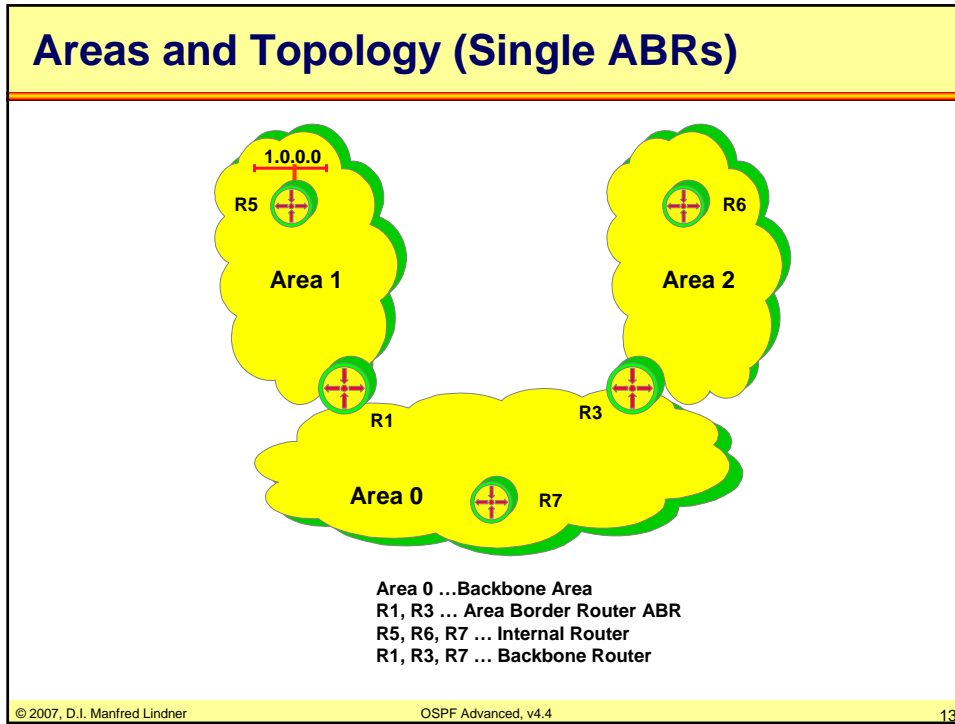 Areas and Topology (Single ABRs)
1.0.0.0
R5
R6
Area 1
Area 2
R1
R3
Area 0
R7
Area 0 …Backbone Area
R1, R3 … Area Border Router ABR
R5, R6, R7 … Internal Router
R1, R3, R7 … Backbone Router
© 2007, D.I. Manfred Lindner
OSPF Advanced, v4.4
13